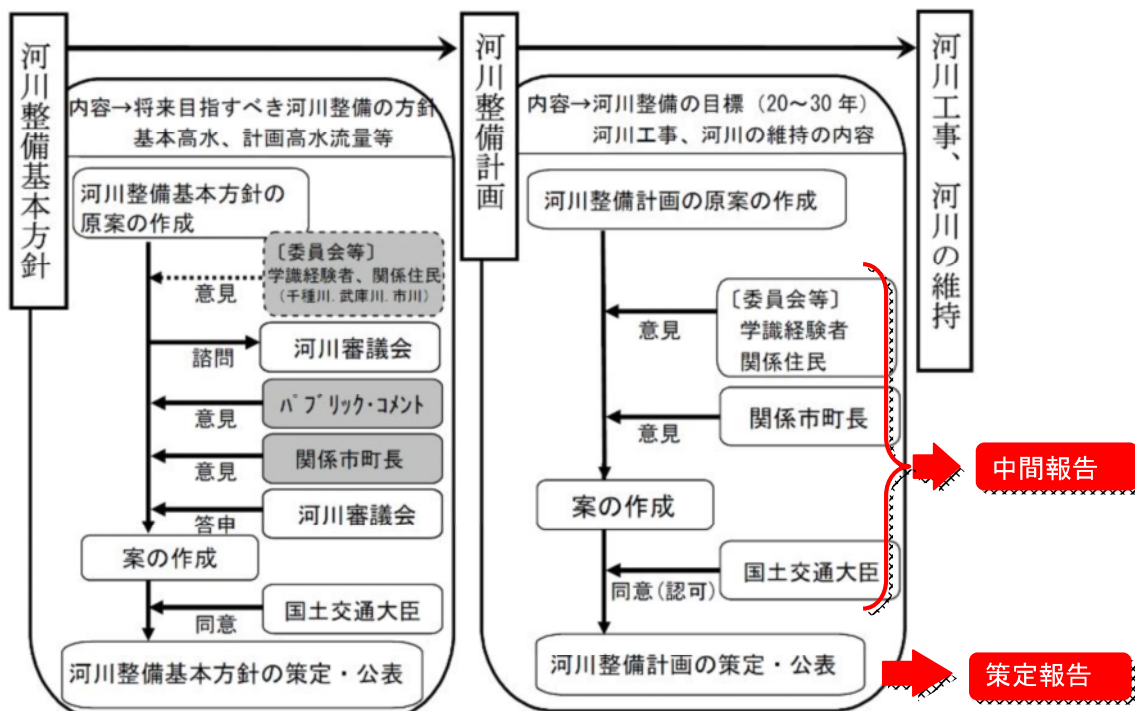 河川整備基本方針
内容→将来目指すべき河川整備の方針
基本高水、計画高水流量等
河川整備基本方針の
原案の作成
〔委員会等〕
学識経験者、関係住民
（千種川．武庫川．市川）
意見
諮問
河川審議会
パブリック・コメント
意見
関係市町長
意見
河川審議会
答申
案の作成
国土交通大臣
同意
河川整備基本方針の策定・公表
河川整備計画
内容→河川整備の目標（20～30年）
河川工事、河川の維持の内容
河川整備計画の原案の作成
〔委員会等〕
学識経験者
関係住民
意見
関係市町長
意見
案の作成
国土交通大臣
同意(認可)
河川整備計画の策定・公表
河川工事、河川の維持
中間報告
策定報告